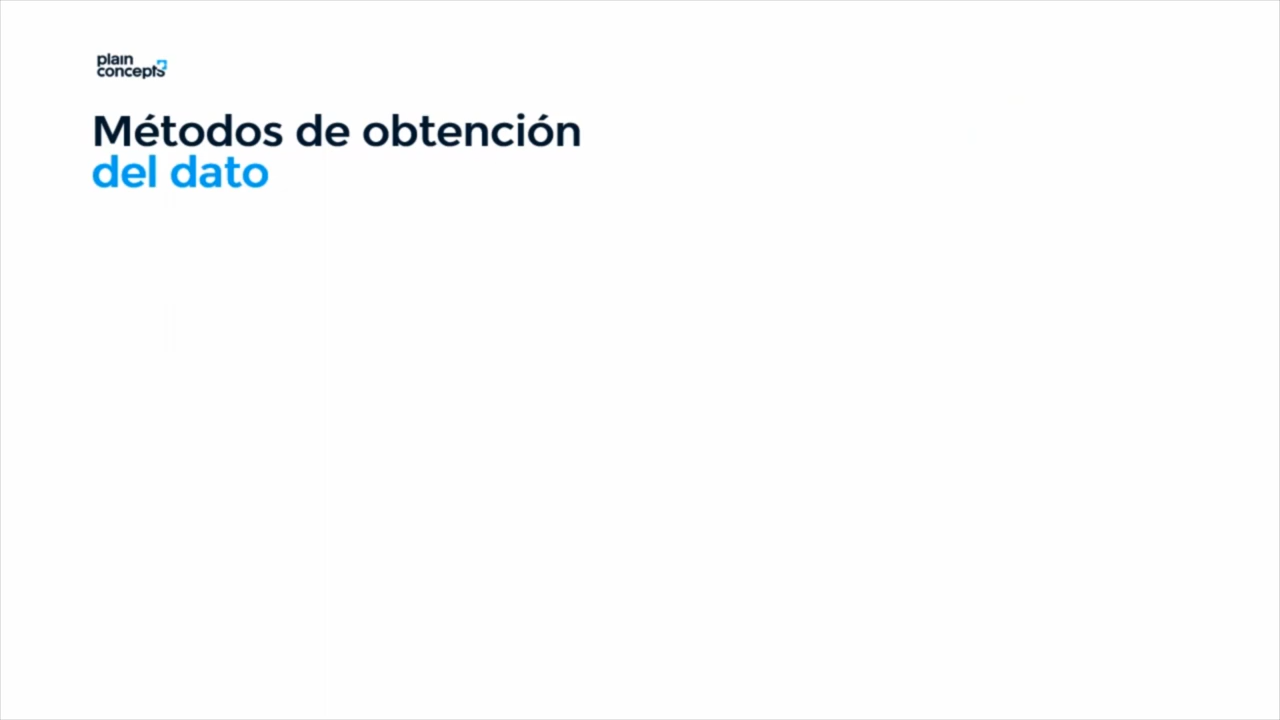 plain
concepts
Métodos de obtención
del dato